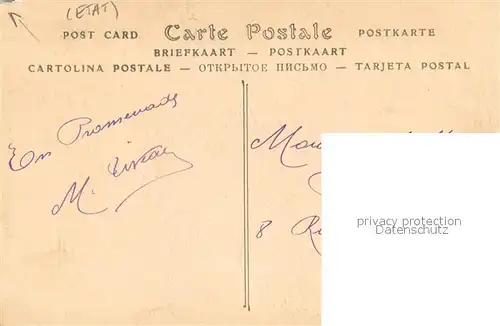 (ETAT)
POST CARD Carte Postale POSTKARTE
BRIEFKAART — POSTKAART
CARTOLINA POSTALE — ОТКРЫТОЕ ПИСЬМО — TARJETA POSTAL
En Promenade
M.
8
privacy protection
Datenschutz